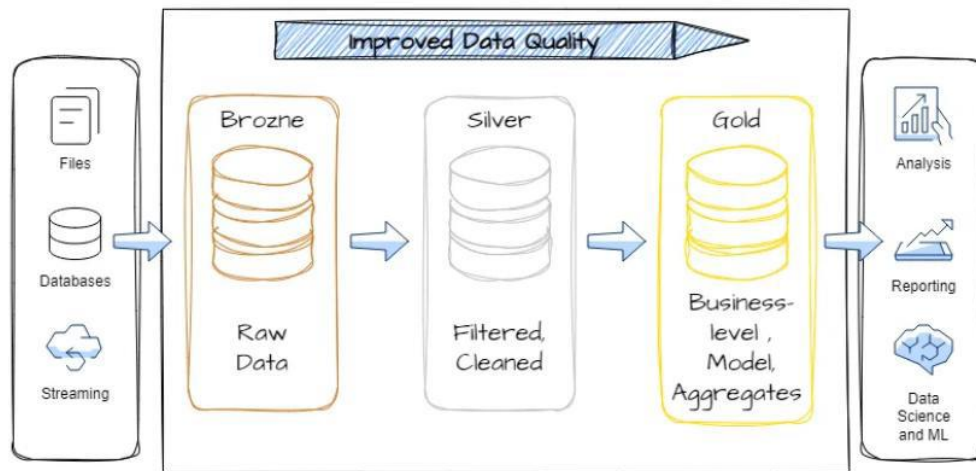 Improved Data Quality
Files
Databases
Streaming
Brozne
Raw
Data
Silver
Filtered,
Cleaned
Gold
Business-
level ,
Model,
Aggregates
Analysis
Reporting
Data
Science
and ML